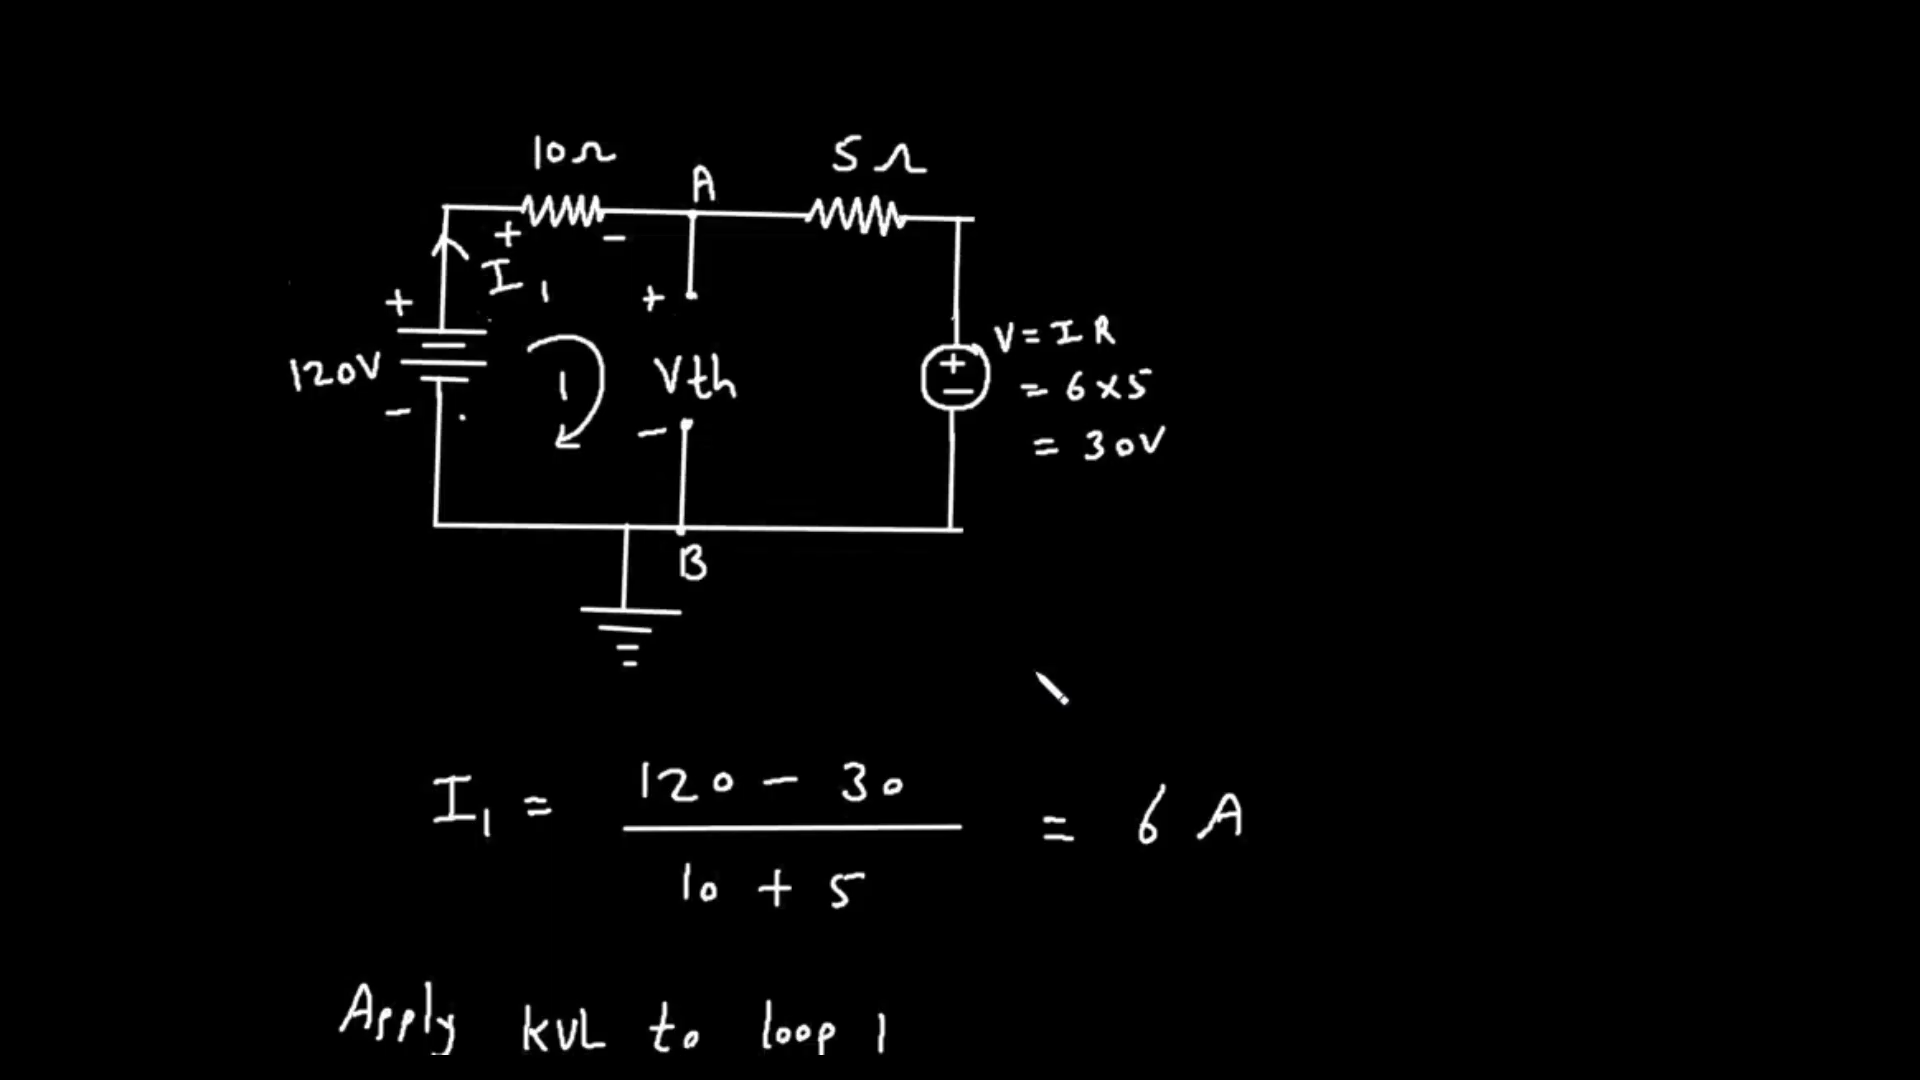 10Ω
5Ω
A
+ -
I₁
+
+
V = IR
120V
1
Vth
+
-
= 6 x 5
-
-
= 30V
B
I₁ = 120 - 30 / 10 + 5 = 6 A
Apply KVL to loop 1